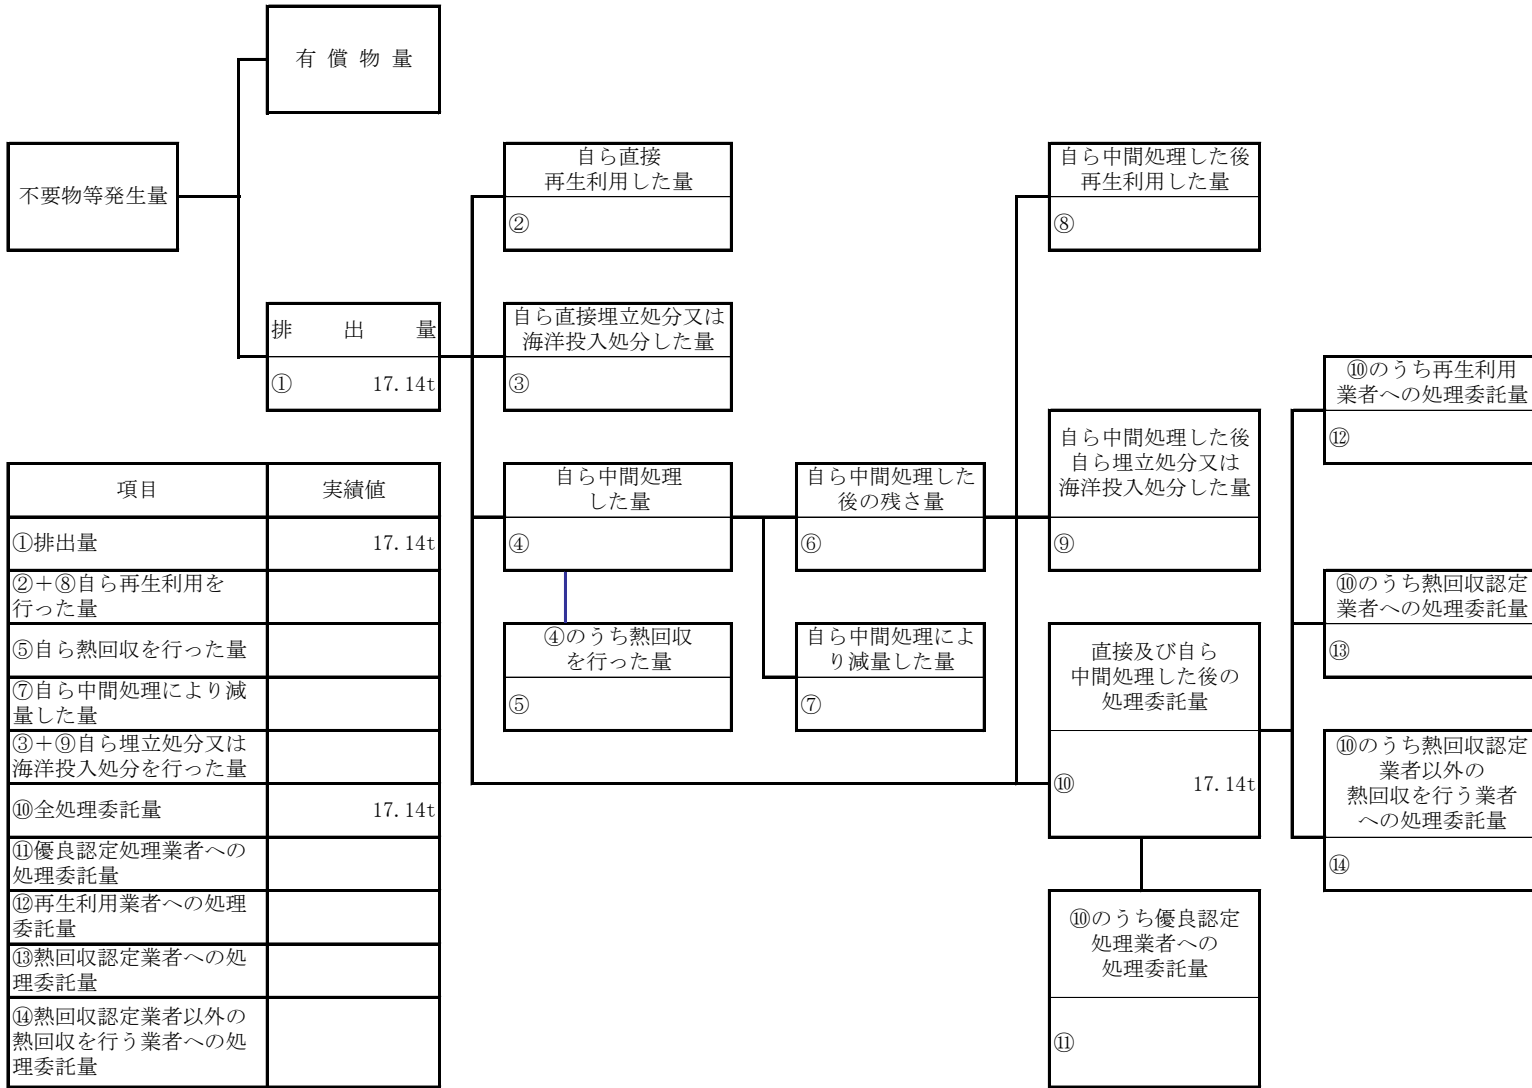 有 償 物 量
不要物等発生量
自ら直接
再生利用した量
②
自ら中間処理した後
再生利用した量
⑧
排 出 量
① 17.14t
自ら直接埋立処分又は
海洋投入処分した量
③
⑩のうち再生利用
業者への処理委託量
⑫
自ら中間処理した後
自ら埋立処分又は
海洋投入処分した量
⑨
自ら中間処理
した量
④
自ら中間処理した
後の残さ量
⑥
⑩のうち熱回収認定
業者への処理委託量
⑬
④のうち熱回収
を行った量
⑤
自ら中間処理によ
り減量した量
⑦
直接及び自ら
中間処理した後の
処理委託量
⑩ 17.14t
⑩のうち熱回収認定
業者以外の
熱回収を行う業者
への処理委託量
⑭
⑩のうち優良認定
処理業者への
処理委託量
⑪
項目 実績値
①排出量 17.14t
②＋⑧自ら再生利用を
行った量
⑤自ら熱回収を行った量
⑦自ら中間処理により減
量した量
③＋⑨自ら埋立処分又は
海洋投入処分を行った量
⑩全処理委託量 17.14t
⑪優良認定処理業者への
処理委託量
⑫再生利用業者への処理
委託量
⑬熱回収認定業者への処
理委託量
⑭熱回収認定業者以外の
熱回収を行う業者への処
理委託量